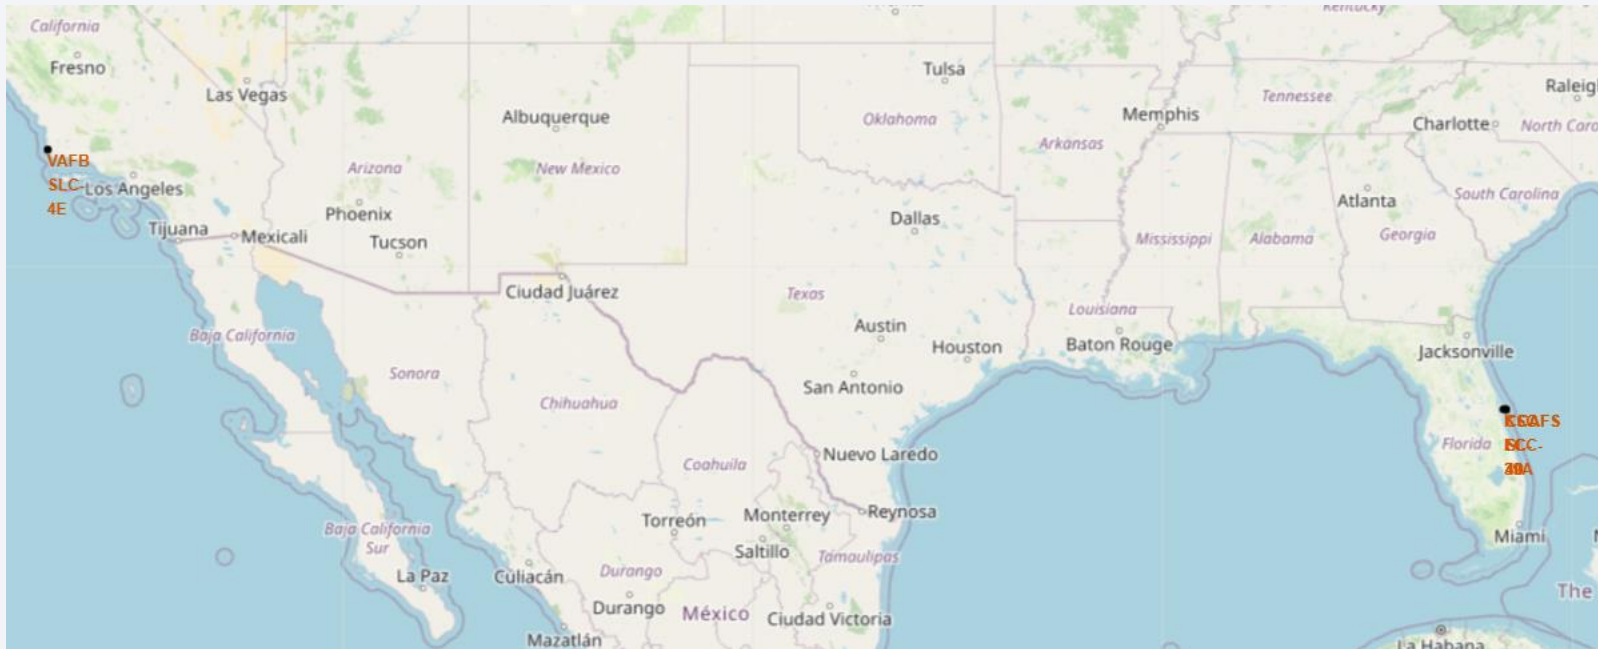 Kentucky
California
Fresno
Tulsa
Las Vegas
Raleig
Tennessee
Albuquerque
Memphis
Oklahoma
Charlotte
North Caro
Arkansas
VAFB
SLC-
4E
Los Angeles
Arizona
New Mexico
Atlanta
South Carolina
Phoenix
Dallas
Tijuana
Mexicali
Tucson
Mississippi
Alabama
Georgia
Ciudad Juárez
Texas
Louisiana
Baja California
Austin
Houston
Baton Rouge
Jacksonville
Sonora
San Antonio
Chihuahua
Florida
Coahuila
Nuevo Laredo
Torreón
Monterrey
Reynosa
Baja California
Sur
Saltillo
Tamaulipas
Miami
La Paz
Culiacán
Durango
Durango
México
Ciudad Victoria
The
Mazatlán
La Habana